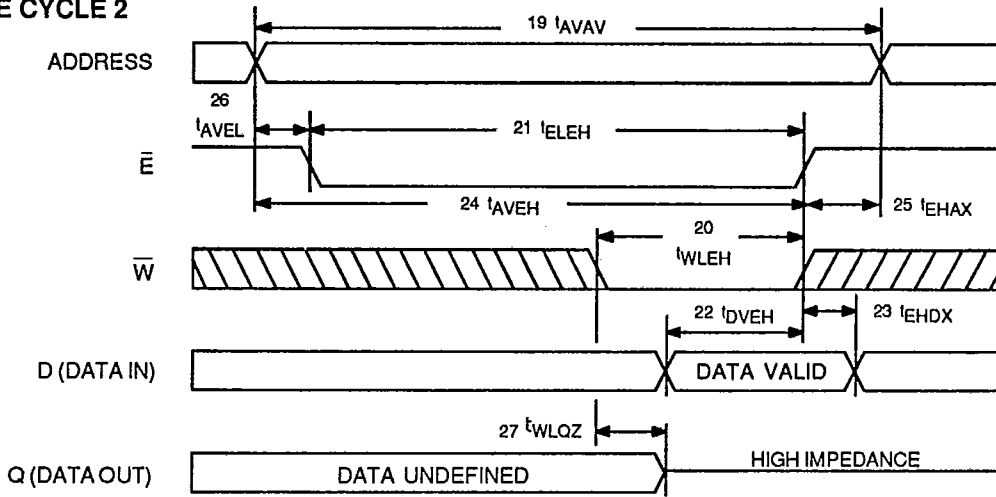 E CYCLE 2
19 tAVAV
ADDRESS
26
tAVEL
21 tELEH
E̅
24 tAVEH
25 tEHAX
20
tWLEH
W̅
22 tDVEH
23 tEHDX
D (DATA IN)
DATA VALID
27 tWLQZ
Q (DATA OUT)
DATA UNDEFINED
HIGH IMPEDANCE